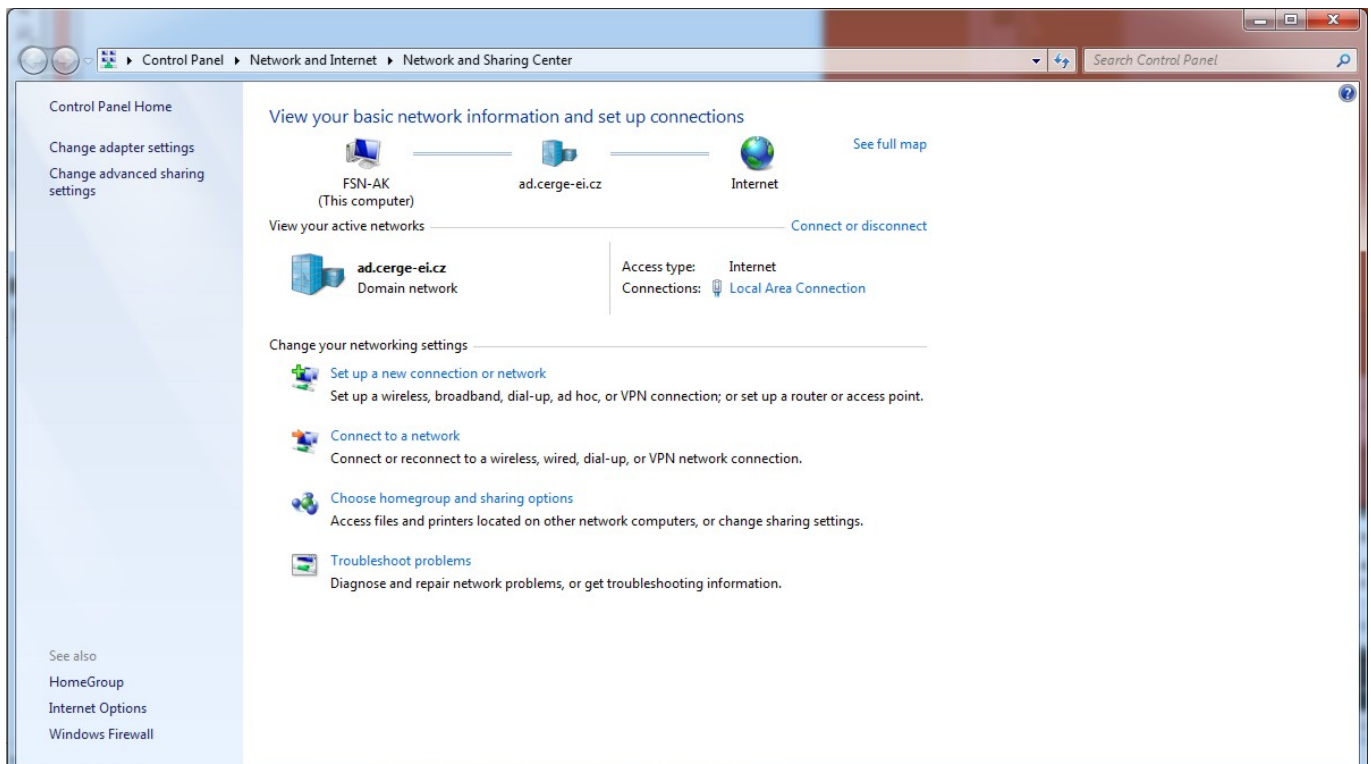 Control Panel ▸ Network and Internet ▸ Network and Sharing Center
Search Control Panel
Control Panel Home
Change adapter settings
Change advanced sharing
settings
See also
HomeGroup
Internet Options
Windows Firewall
View your basic network information and set up connections
See full map
FSN-AK
(This computer)
ad.cerge-ei.cz
Internet
View your active networks
Connect or disconnect
ad.cerge-ei.cz
Domain network
Access type: Internet
Connections: Local Area Connection
Change your networking settings
Set up a new connection or network
Set up a wireless, broadband, dial-up, ad hoc, or VPN connection; or set up a router or access point.
Connect to a network
Connect or reconnect to a wireless, wired, dial-up, or VPN network connection.
Choose homegroup and sharing options
Access files and printers located on other network computers, or change sharing settings.
Troubleshoot problems
Diagnose and repair network problems, or get troubleshooting information.